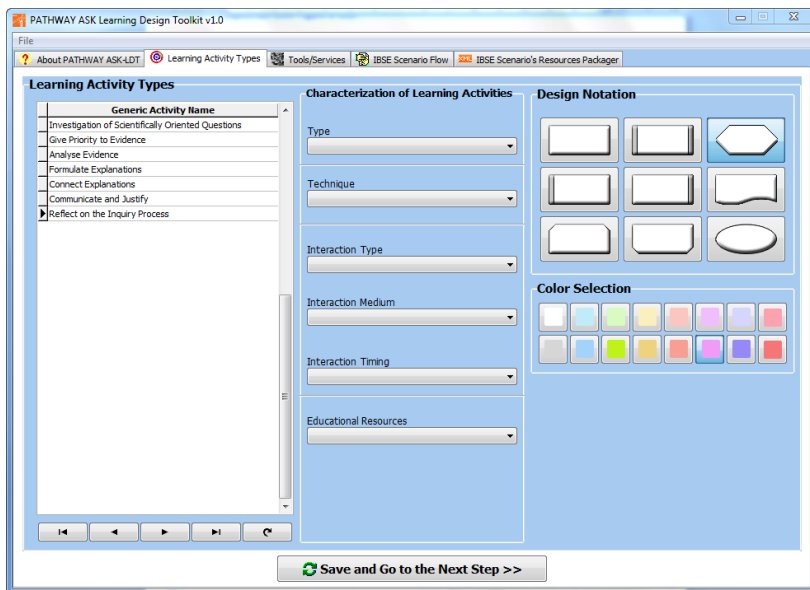 PATHWAY ASK Learning Design Toolkit v1.0
File
? About PATHWAY ASK-LDT Learning Activity Types Tools/Services IBSE Scenario Flow IBSE Scenario's Resources Packager
Learning Activity Types
Generic Activity Name
Investigation of Scientifically Oriented Questions
Give Priority to Evidence
Analyse Evidence
Formulate Explanations
Connect Explanations
Communicate and Justify
Reflect on the Inquiry Process
Characterization of Learning Activities
Type
Technique
Interaction Type
Interaction Medium
Interaction Timing
Educational Resources
Design Notation
Color Selection
Save and Go to the Next Step >>